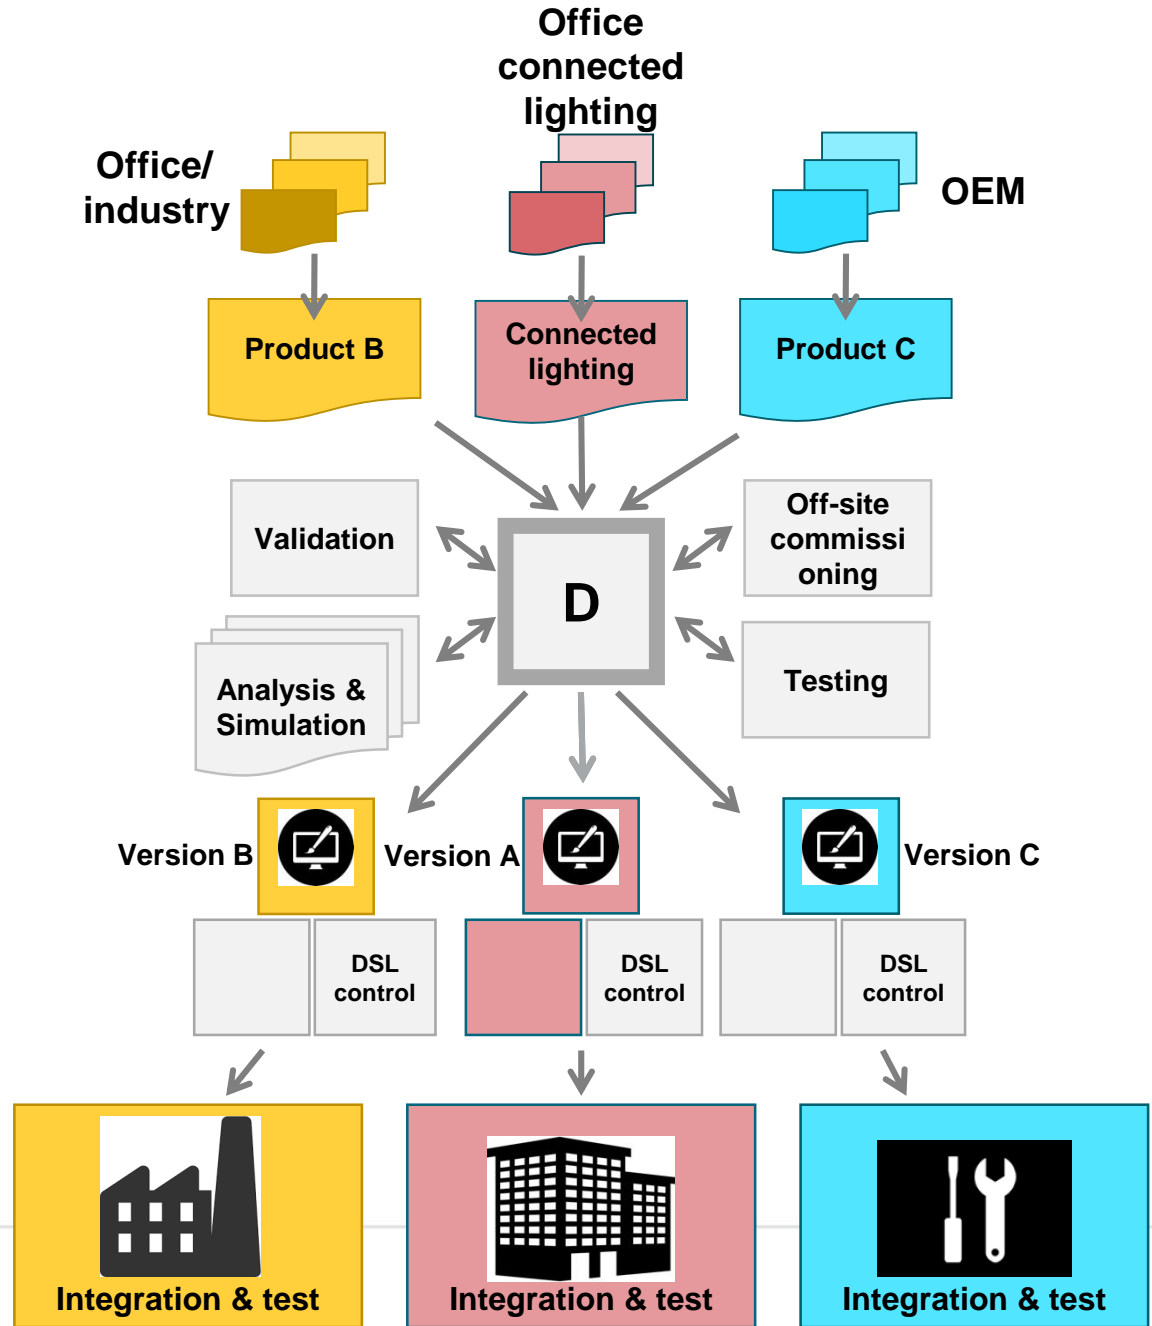 Office
connected
lighting
Office/
industry
OEM
Product B
Connected
lighting
Product C
Validation
Off-site
commissi
oning
D
Analysis &
Simulation
Testing
Version B
Version A
Version C
DSL
control
DSL
control
DSL
control
Integration & test
Integration & test
Integration & test